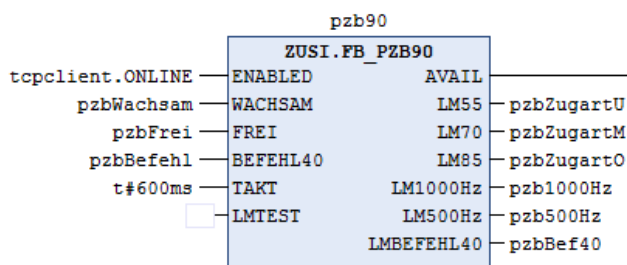 pzb90
ZUSI.FB_PZB90
tcpclient.ONLINE ENABLED AVAIL
pzbWachsam WACHSAM LM55 pzbZugartU
pzbFrei FREI LM70 pzbZugartM
pzbBefehl BEFEHL40 LM85 pzbZugartO
t#600ms TAKT LM1000Hz pzb1000Hz
LMTEST LM500Hz pzb500Hz
LMBEFEHL40 pzbBef40